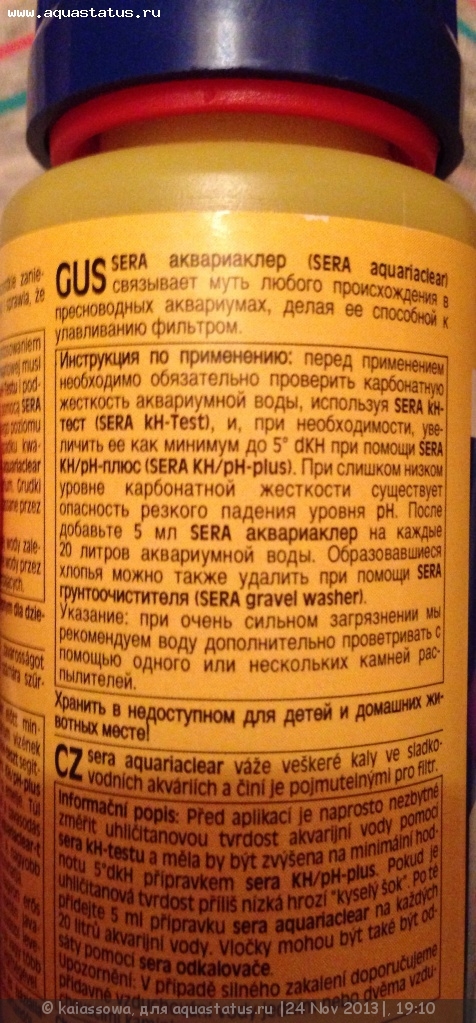 www.aquastatus.ru
GUS SERA аквариаклер (SERA aquariaclear)
связывает муть любого происхождения в
пресноводных аквариумах, делая ее способной к
улавливанию фильтром.
Инструкция по применению: перед применением
необходимо обязательно проверить карбонатную
жесткость аквариумной воды, используя SERA kH-
тест (SERA kH-Test), и, при необходимости, уве-
личить ее как минимум до 5° dKH при помощи SERA
KH/pH-плюс (SERA KH/pH-plus). При слишком низком
уровне карбонатной жесткости существует
опасность резкого падения уровня pH. После
добавьте 5 мл SERA аквариаклер на каждые
20 литров аквариумной воды. Образовавшиеся
хлопья можно также удалить при помощи SERA
грунтоочистителя (SERA gravel washer).
Указание: при очень сильном загрязнении мы
рекомендуем воду дополнительно проветривать с
помощью одного или нескольких камней рас-
пылителей.
Хранить в недоступном для детей и домашних жи-
вотных месте!
CZ sera aquariaclear váže veškeré kaly ve sladko-
vodních akváriích a činí je pojmutelnými pro filtr.
Informační popis: Před aplikací je naprosto nezbytné
změřit uhličitanovou tvrdost akvarijní vody pomocí
sera kh-testu a měla by být zvýšena na minimální hod-
notu 5°dkH přípravkem sera KH/pH-plus. Pokud je
uhličitanová tvrdost příliš nízká hrozí "kyselý šok". Po té
přidejte 5 ml přípravku sera aquariaclear na každých
20 litrů akvarijní vody. Vločky mohou být také být od-
sáty pomocí sera odkalovače.
Upozornění: V případě silného zakalení doporučujeme
přídavné
© kaiassowa, для aquastatus.ru |24 Nov 2013|, 19:10